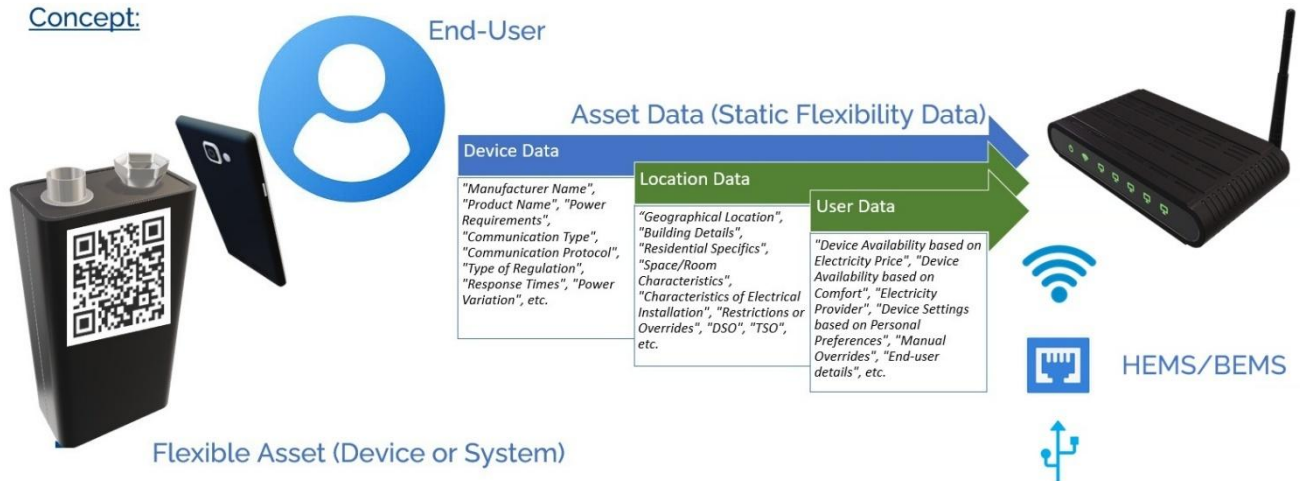 Concept:
End-User
Asset Data (Static Flexibility Data)
Device Data
"Manufacturer Name",
"Product Name", "Power
Requirements",
"Communication Type",
"Communication Protocol",
"Type of Regulation",
"Response Times", "Power
Variation", etc.
Location Data
"Geographical Location",
"Building Details",
"Residential Specifics",
"Space/Room
Characteristics",
"Characteristics of Electrical
Installation", "Restrictions or
Overrides", "DSO", "TSO",
etc.
User Data
"Device Availability based on
Electricity Price", "Device
Availability based on
Comfort", "Electricity
Provider", "Device Settings
based on Personal
Preferences", "Manual
Overrides", "End-user
details", etc.
HEMS/BEMS
Flexible Asset (Device or System)